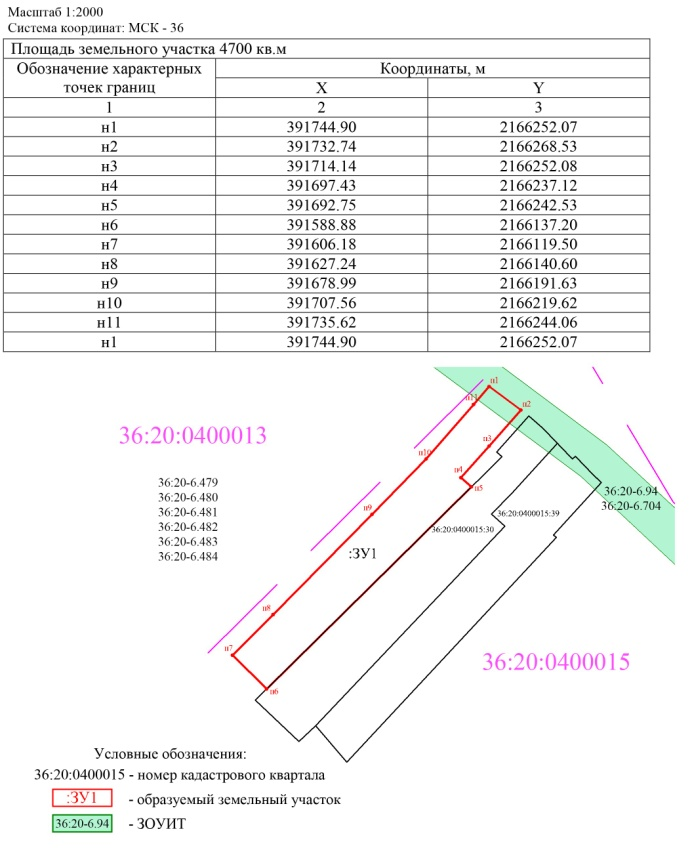 Масштаб 1:2000
Система координат: МСК - 36
Площадь земельного участка 4700 кв.м
Обозначение характерных точек границ Координаты, м
X Y
1 2 3
н1 391744.90 2166252.07
н2 391732.74 2166268.53
н3 391714.14 2166252.08
н4 391697.43 2166237.12
н5 391692.75 2166242.53
н6 391588.88 2166137.20
н7 391606.18 2166119.50
н8 391627.24 2166140.60
н9 391678.99 2166191.63
н10 391707.56 2166219.62
н11 391735.62 2166244.06
н1 391744.90 2166252.07
н1
н11
н2
36:20:0400013
н3
н10
н4
36:20-6.479
н5
36:20-6.480
36:20-6.481
36:20-6.482
36:20-6.483
36:20-6.484
36:20-6.94
36:20-6.704
н9
36:20:0400015:39
36:20:0400015:30
:ЗУ1
н8
н7
36:20:0400015
н6
Условные обозначения:
36:20:0400015 - номер кадастрового квартала
:ЗУ1 - образуемый земельный участок
36:20-6.94 - ЗОУИТ